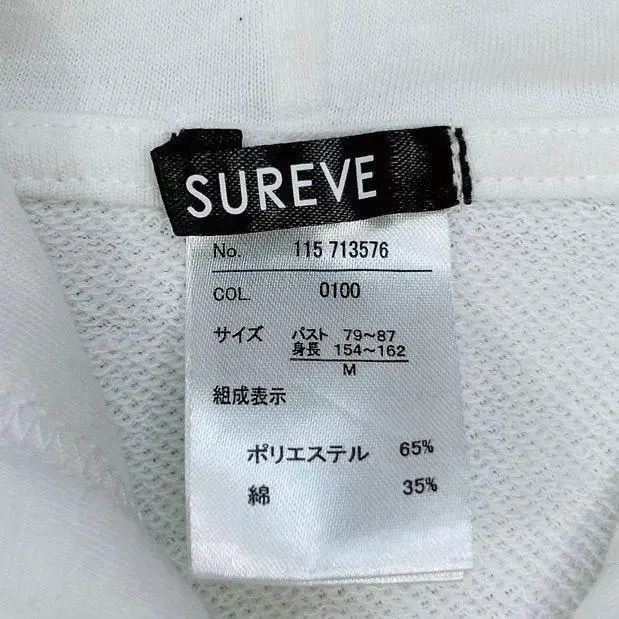 SUREVE
No. 115 713576
COL. 0100
サイズ バスト 79~87
身長 154~162
M
組成表示
ポリエステル 65%
綿 35%